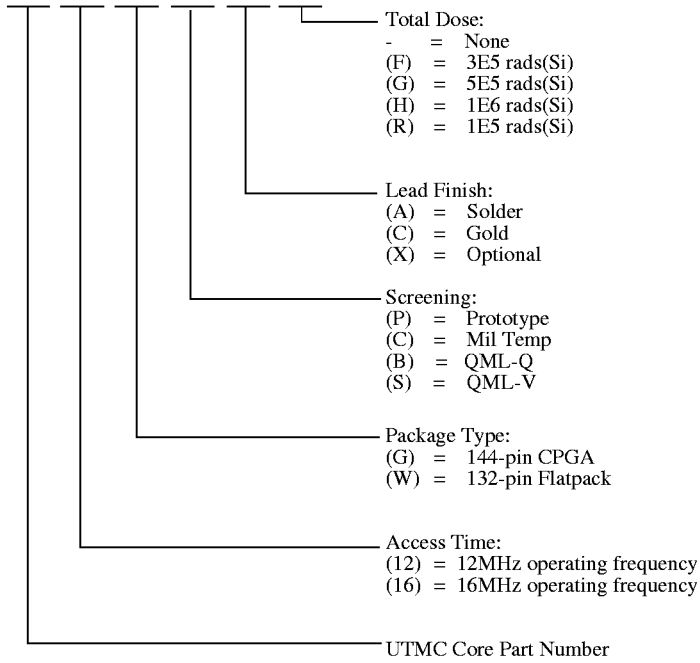 Total Dose:
- = None
(F) = 3E5 rads(Si)
(G) = 5E5 rads(Si)
(H) = 1E6 rads(Si)
(R) = 1E5 rads(Si)
Lead Finish:
(A) = Solder
(C) = Gold
(X) = Optional
Screening:
(P) = Prototype
(C) = Mil Temp
(B) = QML-Q
(S) = QML-V
Package Type:
(G) = 144-pin CPGA
(W) = 132-pin Flatpack
Access Time:
(12) = 12MHz operating frequency
(16) = 16MHz operating frequency
UTMC Core Part Number